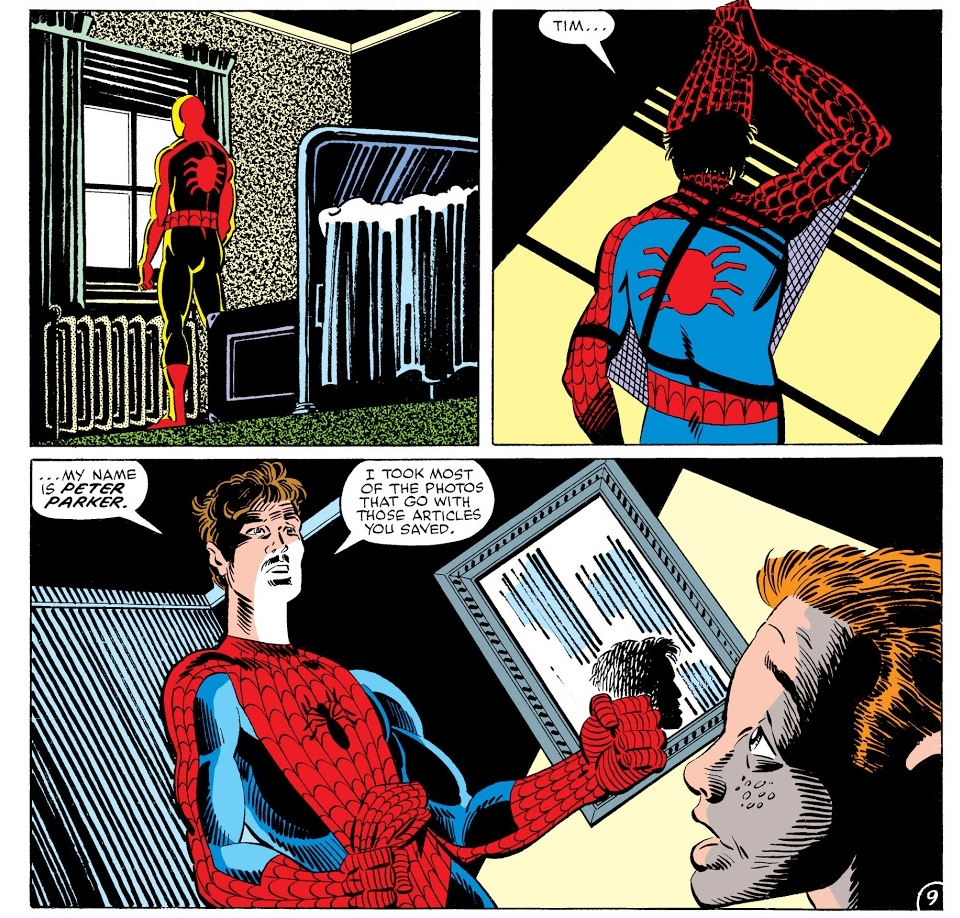 TIM...
...MY NAME
IS PETER
PARKER.
I TOOK MOST
OF THE PHOTOS
THAT GO WITH
THOSE ARTICLES
YOU SAVED.
9